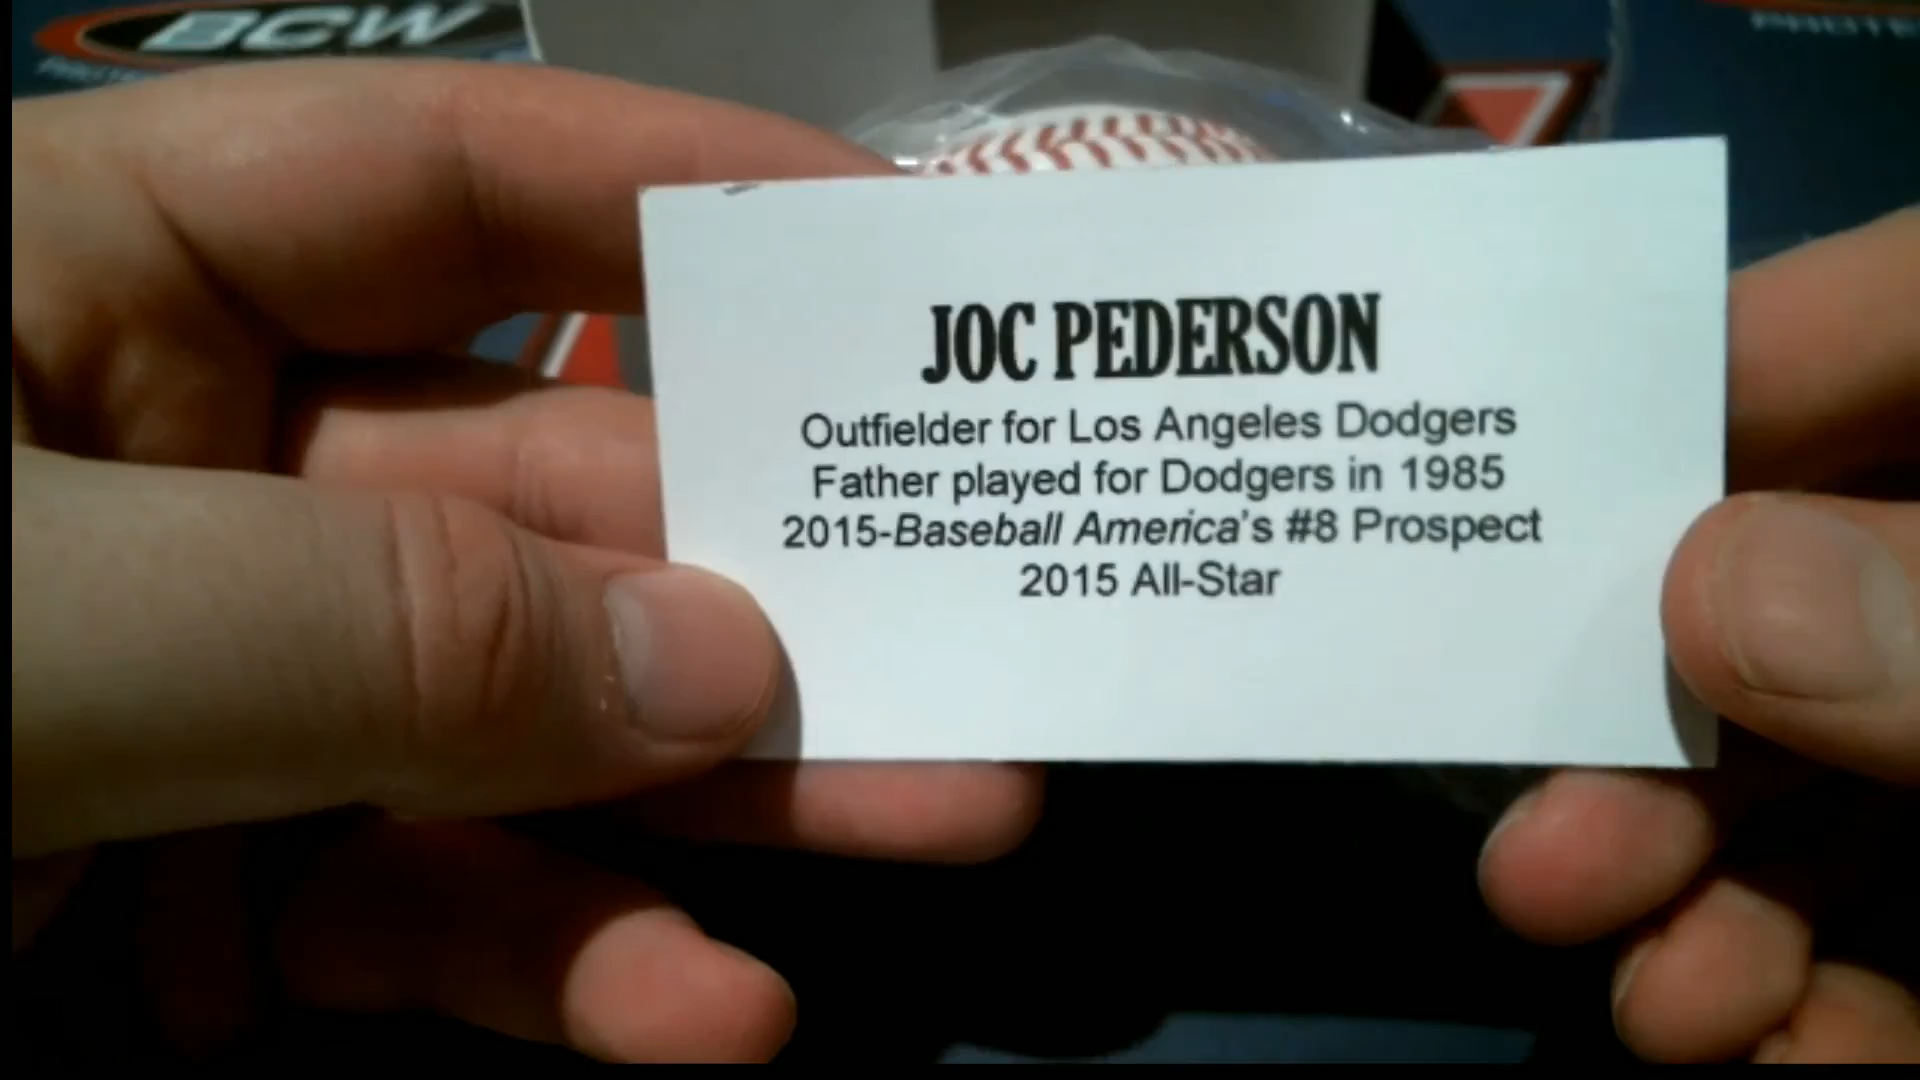 BCW
PROTE
JOC PEDERSON
Outfielder for Los Angeles Dodgers
Father played for Dodgers in 1985
2015-Baseball America's #8 Prospect
2015 All-Star